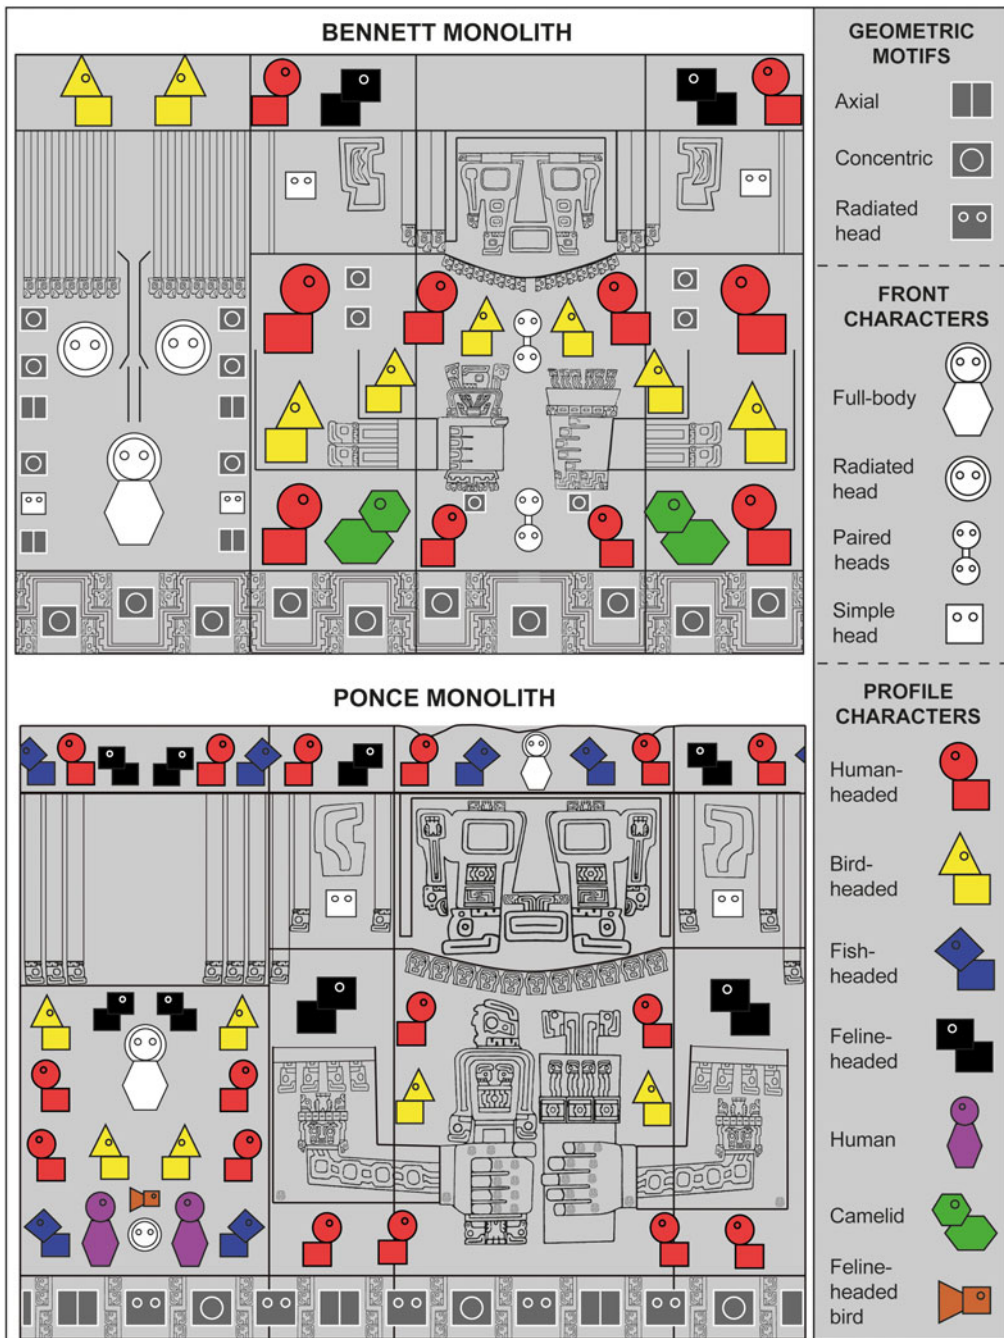 BENNETT MONOLITH
PONCE MONOLITH
GEOMETRIC
MOTIFS
Axial
Concentric
Radiated
head
FRONT
CHARACTERS
Full-body
Radiated
head
Paired
heads
Simple
head
PROFILE
CHARACTERS
Human-
headed
Bird-
headed
Fish-
headed
Feline-
headed
Human
Camelid
Feline-
headed
bird